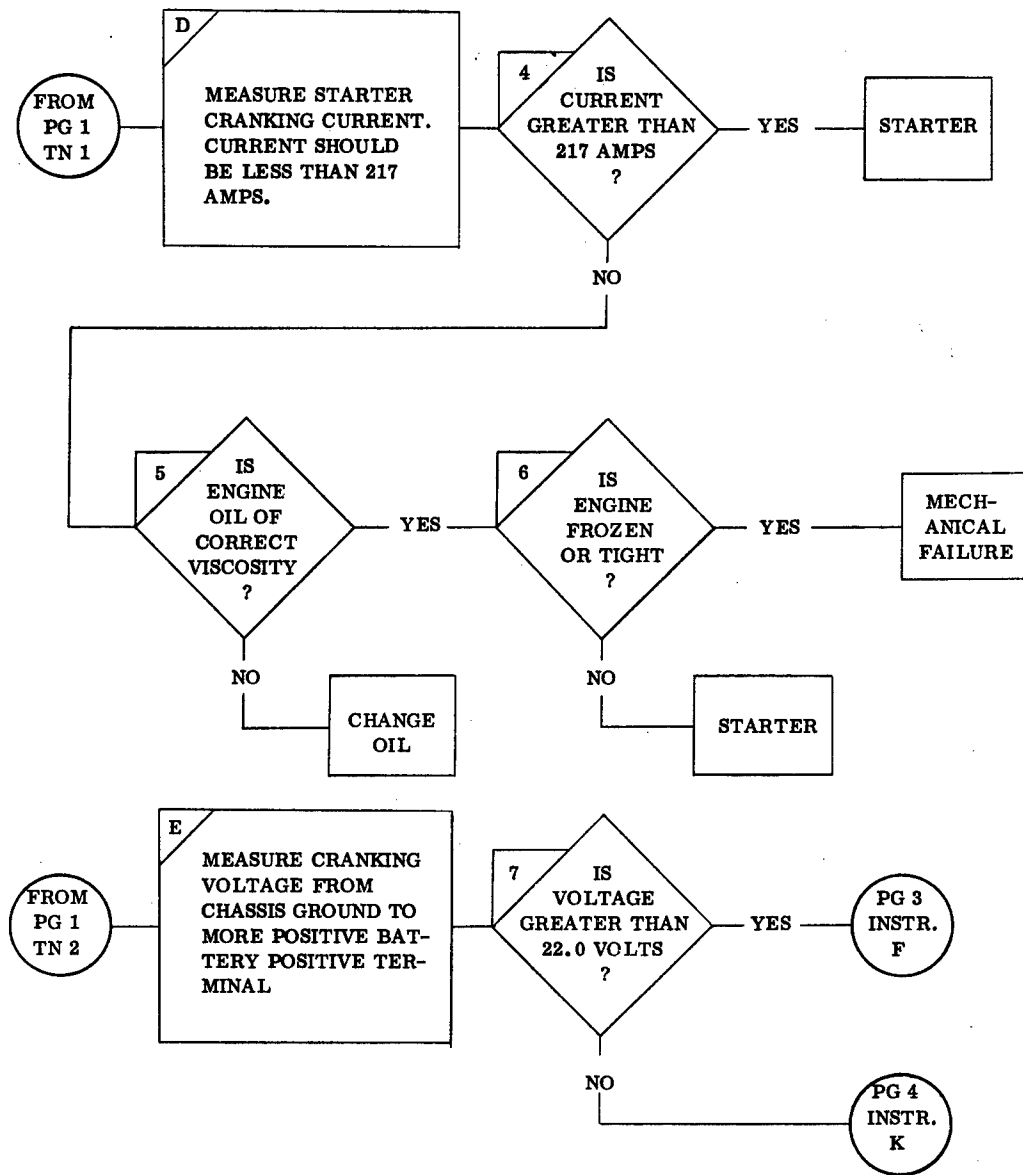 FROM
PG 1
TN 1
D
MEASURE STARTER
CRANKING CURRENT.
CURRENT SHOULD
BE LESS THAN 217
AMPS.
4
IS
CURRENT
GREATER THAN
217 AMPS
?
YES
STARTER
NO
5
IS
ENGINE
OIL OF
CORRECT
VISCOSITY
?
YES
6
IS
ENGINE
FROZEN
OR TIGHT
?
YES
MECH-
ANICAL
FAILURE
NO
CHANGE
OIL
NO
STARTER
FROM
PG 1
TN 2
E
MEASURE CRANKING
VOLTAGE FROM
CHASSIS GROUND TO
MORE POSITIVE BAT-
TERY POSITIVE TER-
MINAL
7
IS
VOLTAGE
GREATER THAN
22.0 VOLTS
?
YES
PG 3
INSTR.
F
NO
PG 4
INSTR.
K